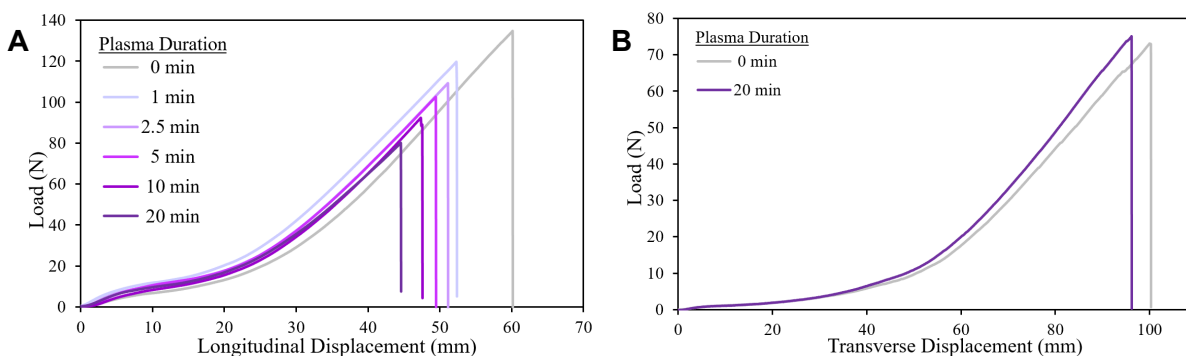 A
Plasma Duration
0 min
1 min
2.5 min
5 min
10 min
20 min
Load (N)
140
120
100
80
60
40
20
0
0 10 20 30 40 50 60 70
Longitudinal Displacement (mm)
B
Plasma Duration
0 min
20 min
Load (N)
80
70
60
50
40
30
20
10
0
0 20 40 60 80 100
Transverse Displacement (mm)